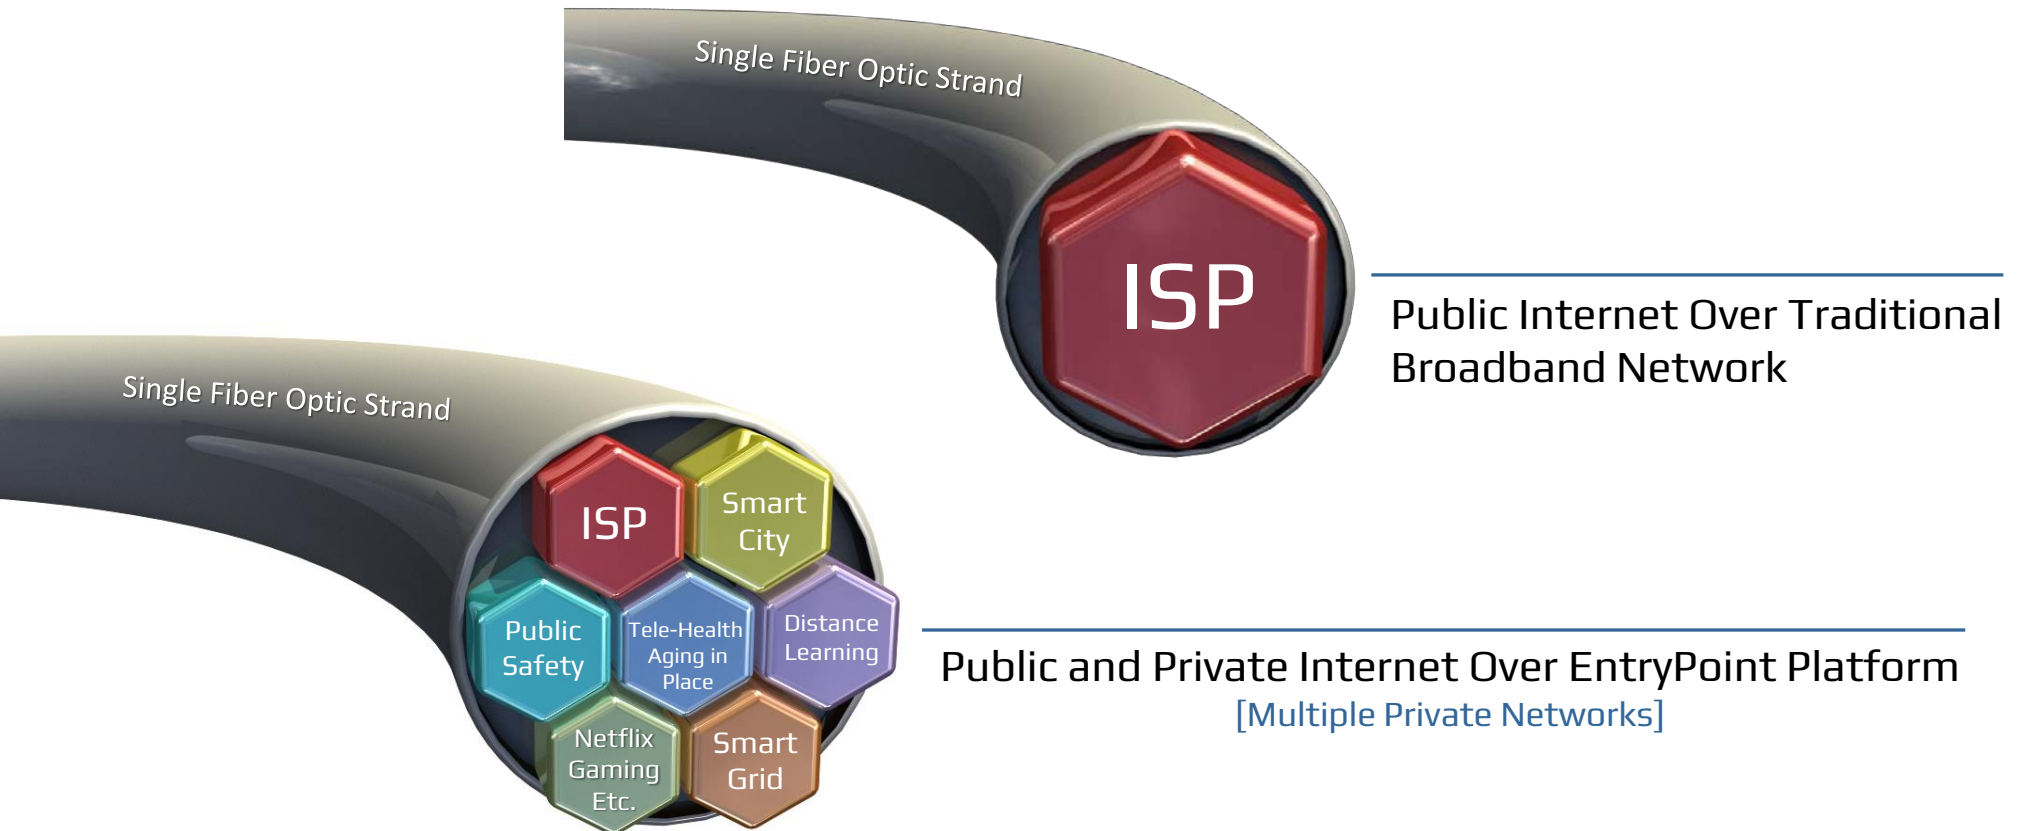 Single Fiber Optic Strand
ISP
Public Internet Over Traditional
Broadband Network
Single Fiber Optic Strand
ISP
Smart
City
Public
Safety
Tele-Health
Aging in
Place
Distance
Learning
Netflix
Gaming
Etc.
Smart
Grid
Public and Private Internet Over EntryPoint Platform
[Multiple Private Networks]